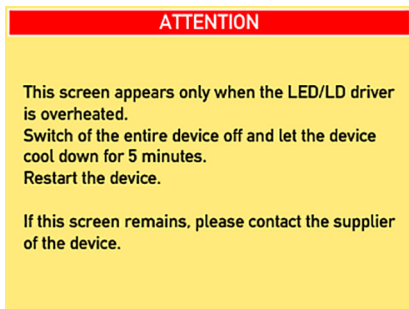 ATTENTION
This screen appears only when the LED/LD driver
is overheated.
Switch of the entire device off and let the device
cool down for 5 minutes.
Restart the device.
If this screen remains, please contact the supplier
of the device.